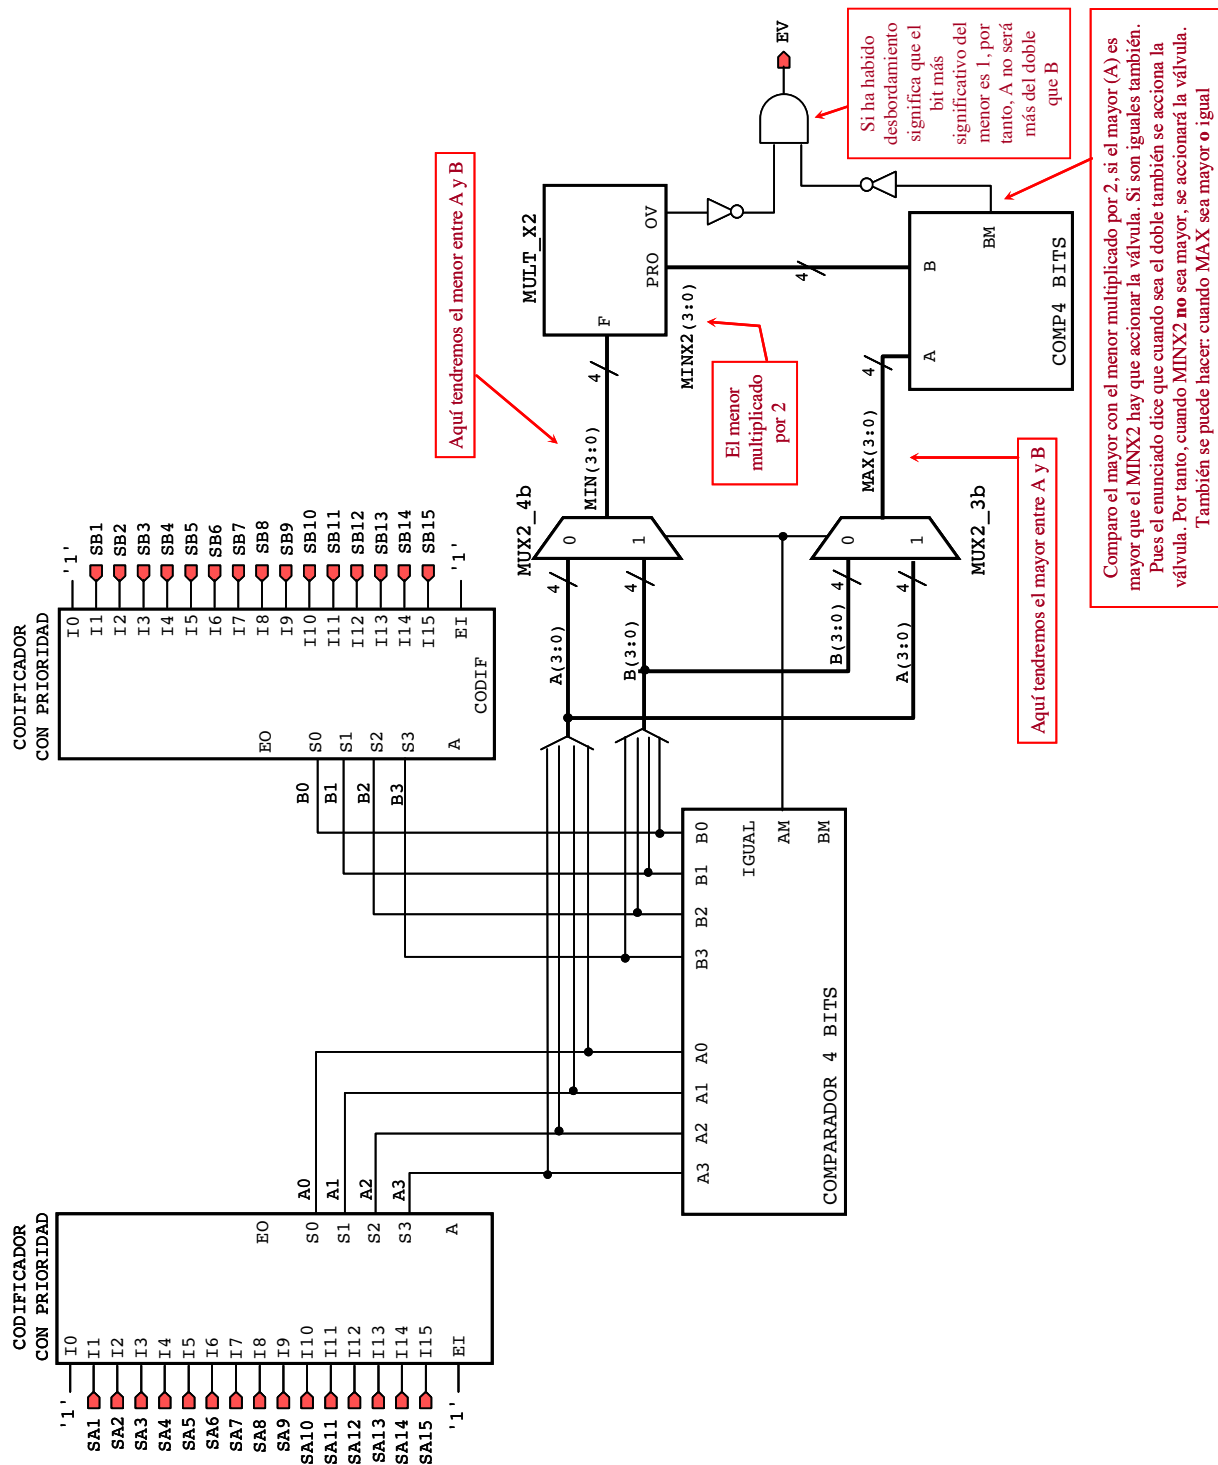 CODIFICADOR
CON PRIORIDAD
'1'
I0
SA1
I1
SA2
I2
SA3
I3
SA4
I4
SA5
I5
SA6
I6
SA7
I7
SA8
I8
SA9
I9
SA10
I10
SA11
I11
SA12
I12
SA13
I13
SA14
I14
SA15
I15
'1'
EI
EO
S0
S1
S2
S3
A
A0
A1
A2
A3
CODIFICADOR
CON PRIORIDAD
I0
'1'
I1
SB1
I2
SB2
I3
SB3
I4
SB4
I5
SB5
I6
SB6
I7
SB7
I8
SB8
I9
SB9
I10
SB10
I11
SB11
I12
SB12
I13
SB13
I14
SB14
I15
SB15
EI
'1'
EO
S0
S1
S2
S3
A
CODIF
B0
B1
B2
B3
A3
A2
A1
A0
B3
B2
B1
B0
IGUAL
AM
BM
COMPARADOR 4 BITS
A(3:0)
4
B(3:0)
4
B(3:0)
4
A(3:0)
4
MUX2_4b
0
1
0
1
MUX2_3b
MIN(3:0)
4
MAX(3:0)
4
Aquí tendremos el menor entre A y B
MULT_X2
F
PRO
OV
MINX2(3:0)
4
El menor
multiplicado
por 2
Aquí tendremos el mayor entre A y B
A
B
BM
COMP4 BITS
EV
Si ha habido
desbordamiento
significa que el
bit más
significativo del
menor es 1, por
tanto, A no será
más del doble
que B
Comparo el mayor con el menor multiplicado por 2, si el mayor (A) es
mayor que el MINX2 hay que accionar la válvula. Si son iguales también.
Pues el enunciado dice que cuando sea el doble también se acciona la
válvula. Por tanto, cuando MINX2 no sea mayor, se accionará la válvula.
También se puede hacer: cuando MAX sea mayor o igual